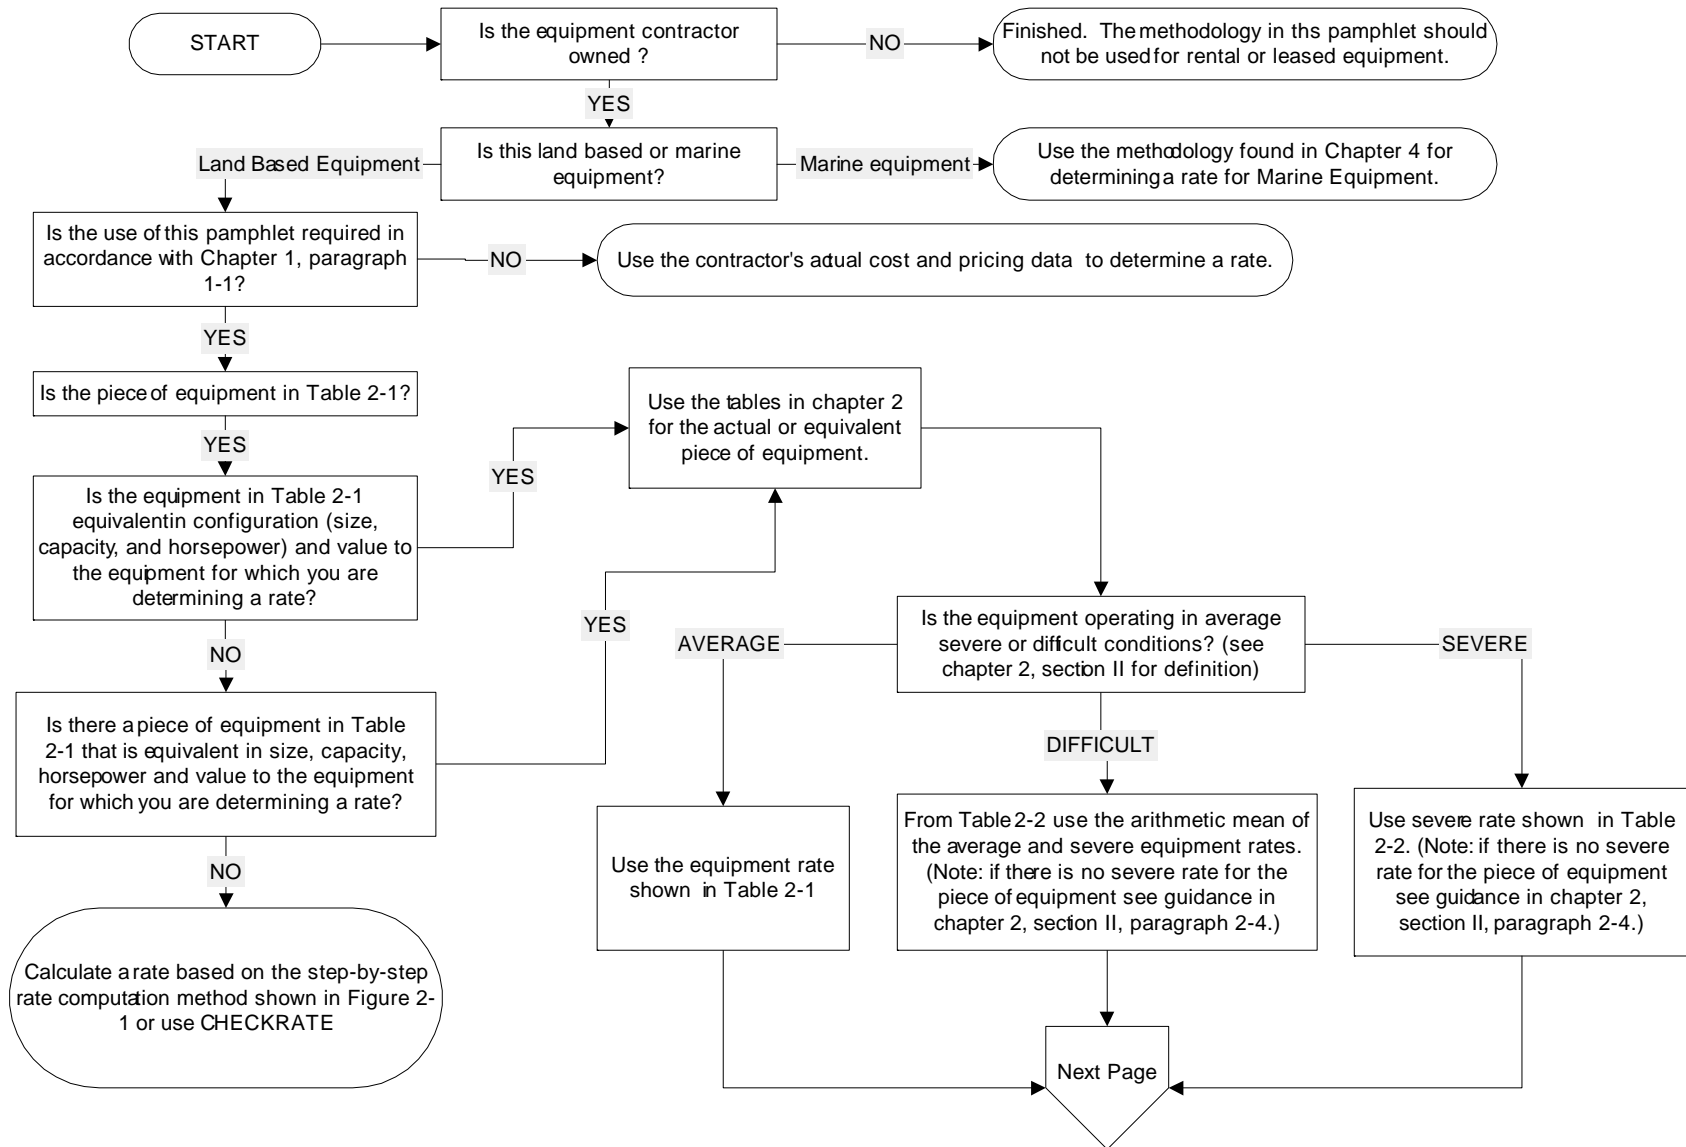 START
Is the equipment contractor
owned ?
NO
Finished. The methodology in ths pamphlet should
not be used for rental or leased equipment.
YES
Is this land based or marine
equipment?
Land Based Equipment
Marine equipment
Use the methodology found in Chapter 4 for
determining a rate for Marine Equipment.
Is the use of this pamphlet required in
accordance with Chapter 1, paragraph
1-1?
NO
Use the contractor's actual cost and pricing data to determine a rate.
YES
Is the piece of equipment in Table 2-1?
YES
Is the equipment in Table 2-1
equivalent in configuration (size,
capacity, and horsepower) and value to
the equipment for which you are
determining a rate?
YES
Use the tables in chapter 2
for the actual or equivalent
piece of equipment.
NO
YES
Is there a piece of equipment in Table
2-1 that is equivalent in size, capacity,
horsepower and value to the equipment
for which you are determining a rate?
NO
Calculate a rate based on the step-by-step
rate computation method shown in Figure 2-
1 or use CHECKRATE
Is the equipment operating in average
severe or difficult conditions? (see
chapter 2, section II for definition)
AVERAGE
SEVERE
DIFFICULT
Use the equipment rate
shown in Table 2-1
From Table 2-2 use the arithmetic mean of
the average and severe equipment rates.
(Note: if there is no severe rate for the
piece of equipment see guidance in
chapter 2, section II, paragraph 2-4.)
Use severe rate shown in Table
2-2. (Note: if there is no severe
rate for the piece of equipment
see guidance in chapter 2,
section II, paragraph 2-4.)
Next Page